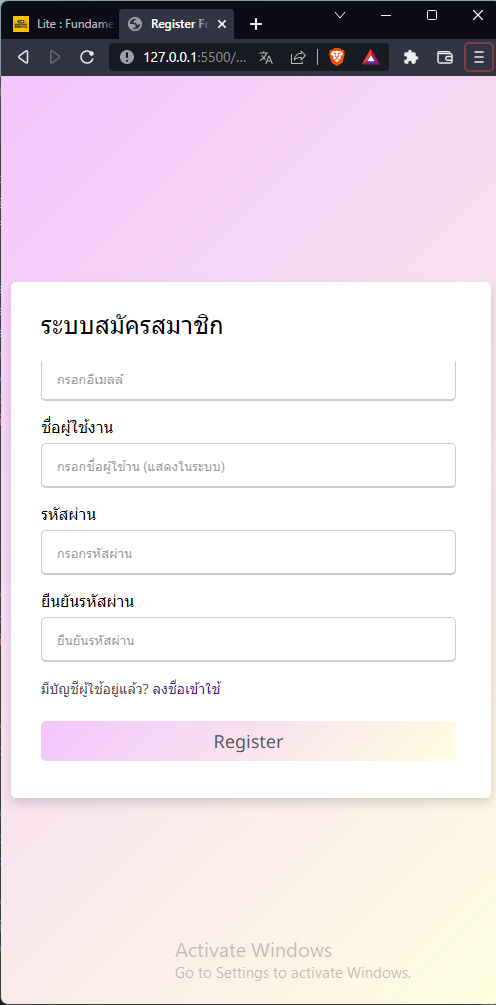 Lite : Fundame
Register Fo
127.0.0.1:5500/...
ระบบสมัครสมาชิก
กรอกอีเมลล์
ชื่อผู้ใช้งาน
กรอกชื่อผู้ใช้าน (แสดงในระบบ)
รหัสผ่าน
กรอกรหัสผ่าน
ยืนยันรหัสผ่าน
ยืนยันรหัสผ่าน
มีบัญชีผู้ใช้อยู่แล้ว? ลงชื่อเข้าใช้
Register
Activate Windows
Go to Settings to activate Windows.